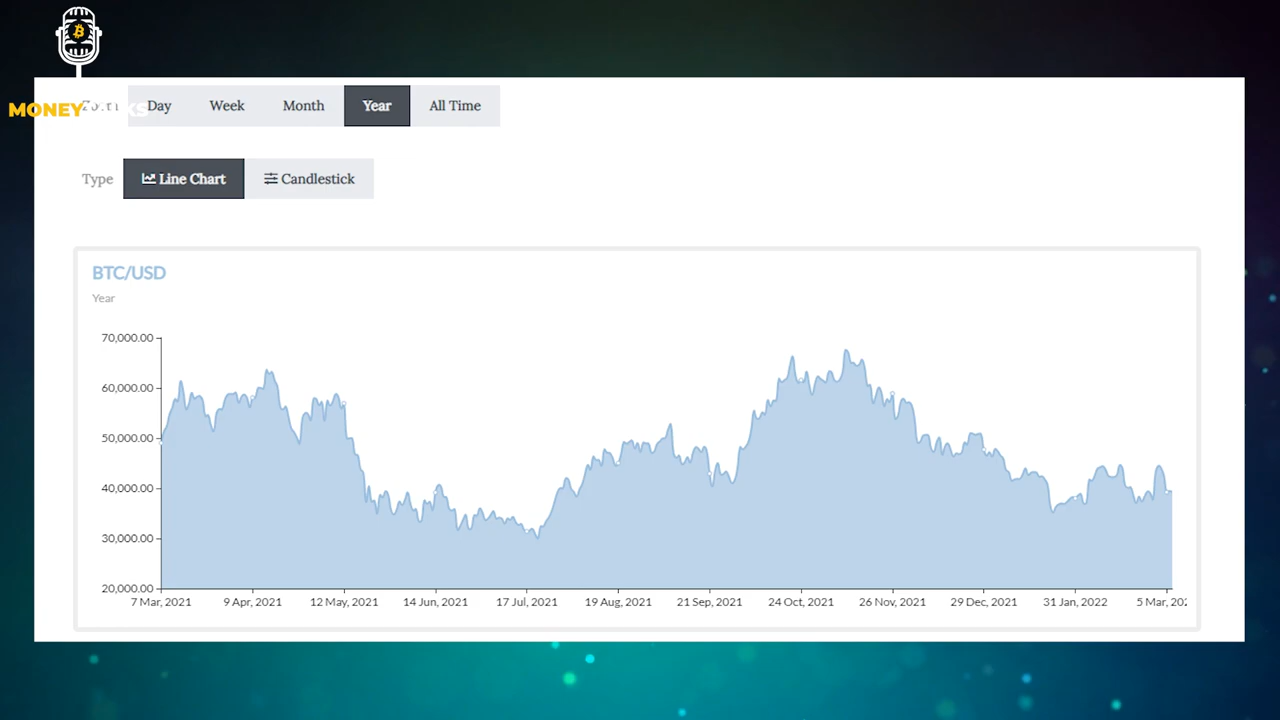 MONEY
Day Week Month Year All Time
Type Line Chart Candlestick
BTC/USD
Year
70,000.00
60,000.00
50,000.00
40,000.00
30,000.00
20,000.00
7 Mar, 2021 9 Apr, 2021 12 May, 2021 14 Jun, 2021 17 Jul, 2021 19 Aug, 2021 21 Sep, 2021 24 Oct, 2021 26 Nov, 2021 29 Dec, 2021 31 Jan, 2022 5 Mar, 202